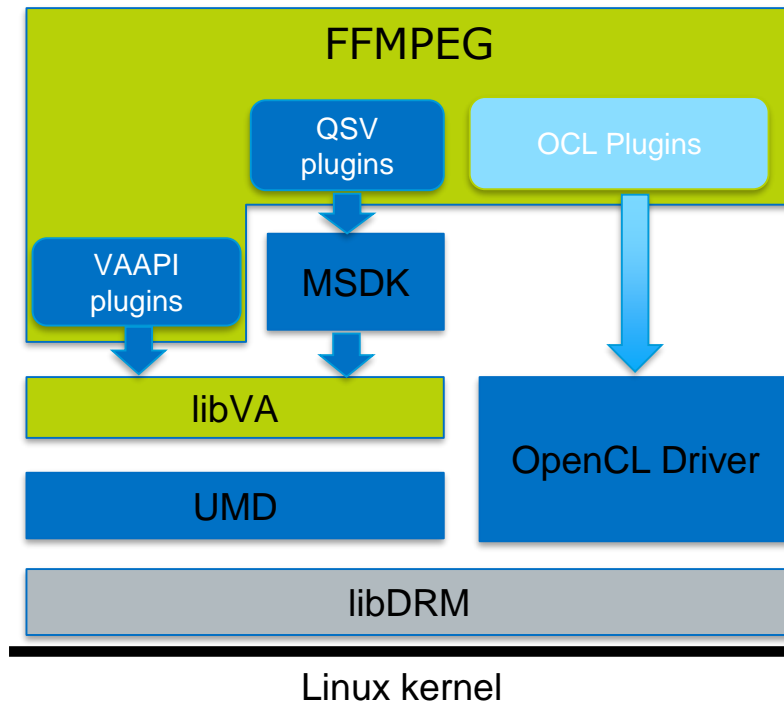 FFMPEG
QSV
plugins
OCL Plugins
VAAPI
plugins
MSDK
libVA
OpenCL Driver
UMD
libDRM
Linux kernel